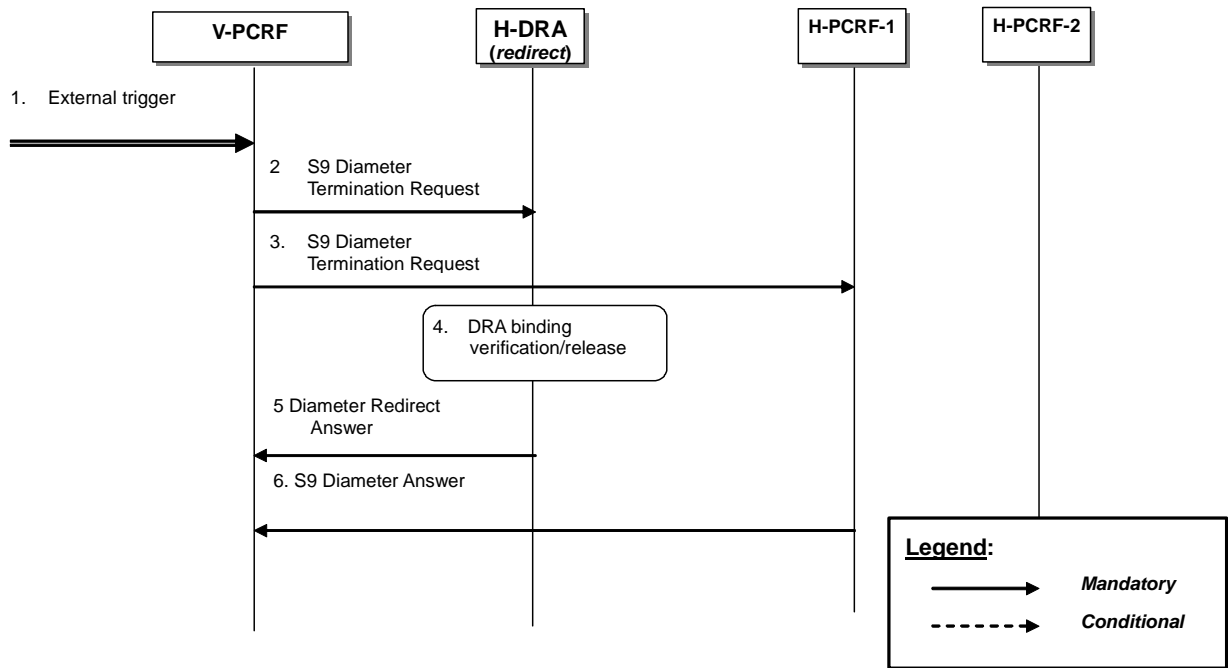 V-PCRF
H-DRA
(redirect)
H-PCRF-1
H-PCRF-2
1. External trigger
2 S9 Diameter
Termination Request
3. S9 Diameter
Termination Request
4. DRA binding
verification/release
5 Diameter Redirect
Answer
6. S9 Diameter Answer
Legend:
Mandatory
Conditional